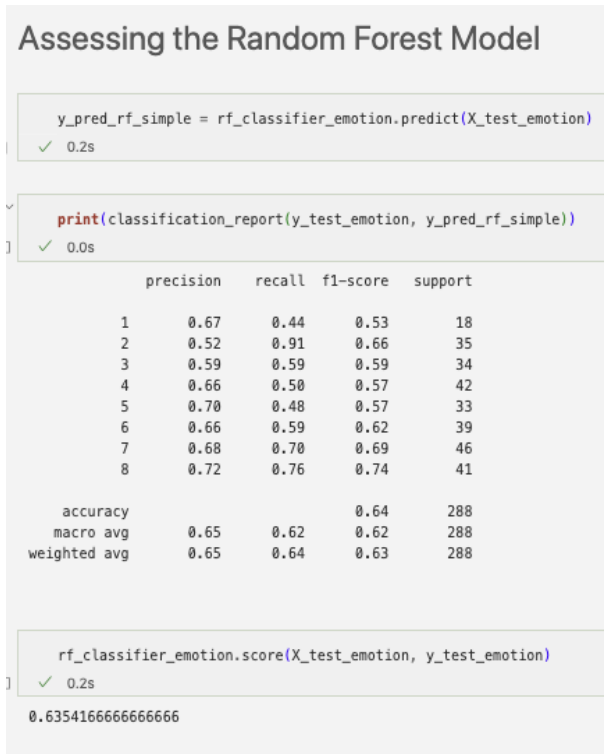 Assessing the Random Forest Model
y_pred_rf_simple = rf_classifier_emotion.predict(X_test_emotion)
✓ 0.2s
print(classification_report(y_test_emotion, y_pred_rf_simple))
✓ 0.0s
precision recall f1-score support
1 0.67 0.44 0.53 18
2 0.52 0.91 0.66 35
3 0.59 0.59 0.59 34
4 0.66 0.50 0.57 42
5 0.70 0.48 0.57 33
6 0.66 0.59 0.62 39
7 0.68 0.70 0.69 46
8 0.72 0.76 0.74 41
accuracy 0.64 288
macro avg 0.65 0.62 0.62 288
weighted avg 0.65 0.64 0.63 288
rf_classifier_emotion.score(X_test_emotion, y_test_emotion)
✓ 0.2s
0.6354166666666666